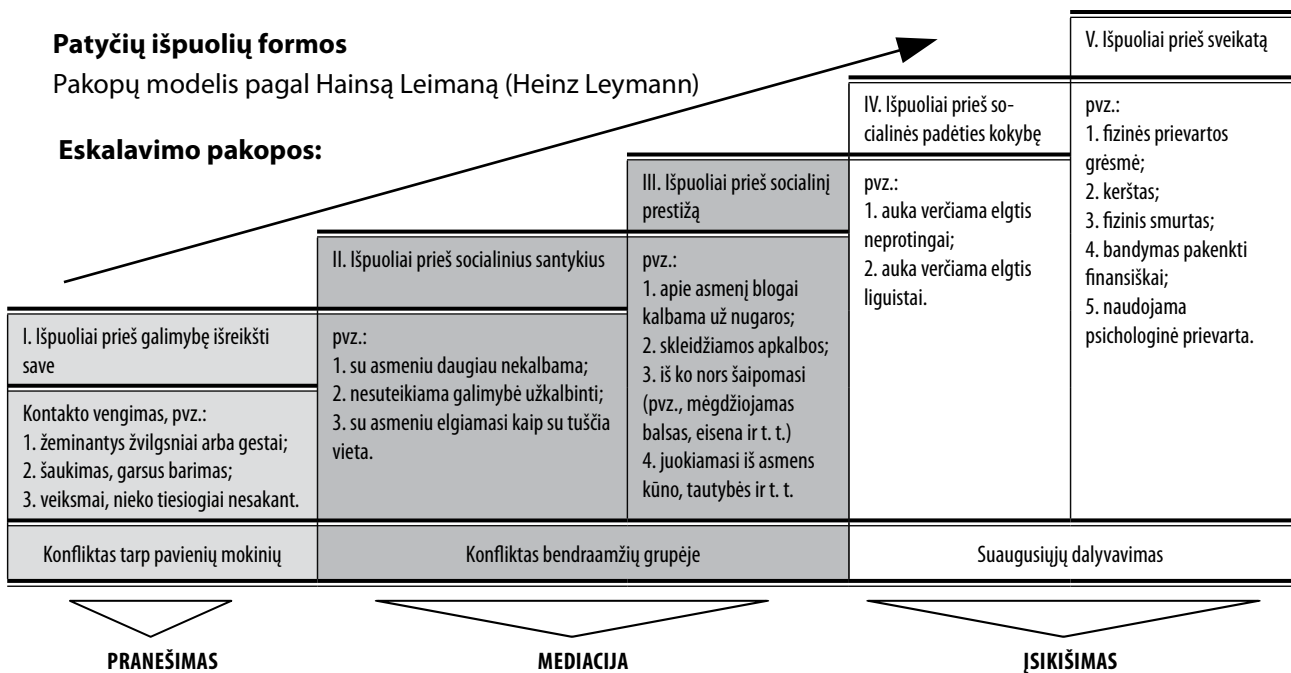 Patyčių išpuolių formos
Pakopų modelis pagal Hainsą Leimaną (Heinz Leymann)
Eskalavimo pakopos:
I. Išpuoliai prieš galimybę išreikšti
save
Kontakto vengimas, pvz.:
1. žeminantys žvilgsniai arba gestai;
2. šaukimas, garsus barimas;
3. veiksmai, nieko tiesiogiai nesakant.
II. Išpuoliai prieš socialinius santykius
pvz.:
1. su asmeniu daugiau nekalbama;
2. nesuteikiama galimybė užkalbinti;
3. su asmeniu elgiamasi kaip su tuščia
vieta.
III. Išpuoliai prieš socialinį
prestižą
pvz.:
1. apie asmenį blogai
kalbama už nugaros;
2. skleidžiamos apkalbos;
3. iš ko nors šaipomasi
(pvz., mėgdžiojamas
balsas, eisena ir t. t.)
4. juokiamasi iš asmens
kūno, tautybės ir t. t.
IV. Išpuoliai prieš so-
cialinės padėties kokybę
pvz.:
1. auka verčiama elgtis
neprotingai;
2. auka verčiama elgtis
liguistai.
V. Išpuoliai prieš sveikatą
pvz.:
1. fizinės prievartos
grėsmė;
2. kerštas;
3. fizinis smurtas;
4. bandymas pakenkti
finansiškai;
5. naudojama
psichologinė prievarta.
Konfliktas tarp pavienių mokinių
Konfliktas bendraamžių grupėje
Suaugusiųjų dalyvavimas
PRANEŠIMAS
MEDIACIJA
ĮSIKIŠIMAS